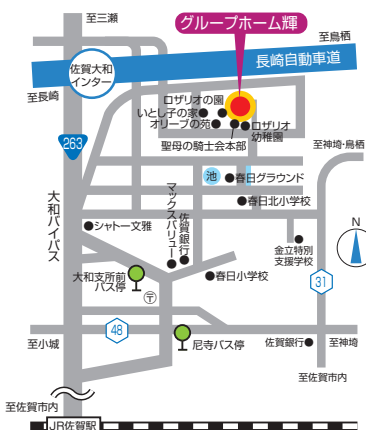 至三瀬
グループホーム輝
至鳥栖
長崎自動車道
佐賀大和
インター
至長崎
ロザリオの園
いとし子の家
オリーブの苑
ロザリオ
幼稚園
聖母の騎士会本部
263
至神埼・鳥栖
池
春日グラウンド
大和バイパス
マックスバリュー
佐賀銀行
春日北小学校
シャトー文雅
N
金立特別
支援学校
大和支所前
バス停
〒
春日小学校
31
48
至小城
尼寺バス停
佐賀銀行
至神埼
至佐賀市内
至佐賀市内
JR佐賀駅